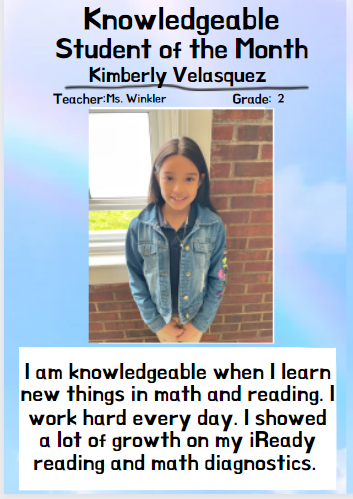 Knowledgeable
Student of the Month
Kimberly Velasquez
Teacher:Ms. Winkler Grade: 2
I am knowledgeable when I learn
new things in math and reading. I
work hard every day. I showed
a lot of growth on my iReady
reading and math diagnostics.